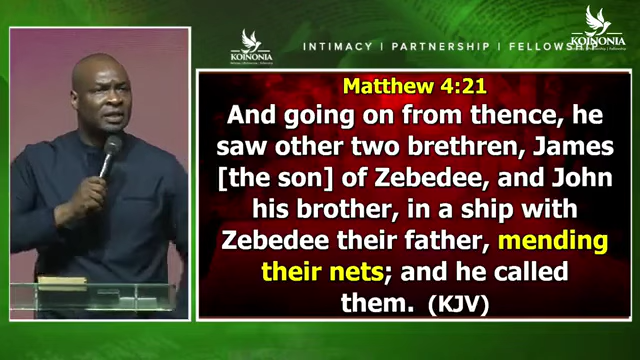 KOINONIA
INTIMACY | PARTNERSHIP | FELLOWSHIP
KOINONIA
Matthew 4:21
And going on from thence, he
saw other two brethren, James
[the son] of Zebedee, and John
his brother, in a ship with
Zebedee their father, mending
their nets; and he called
them. (KJV)